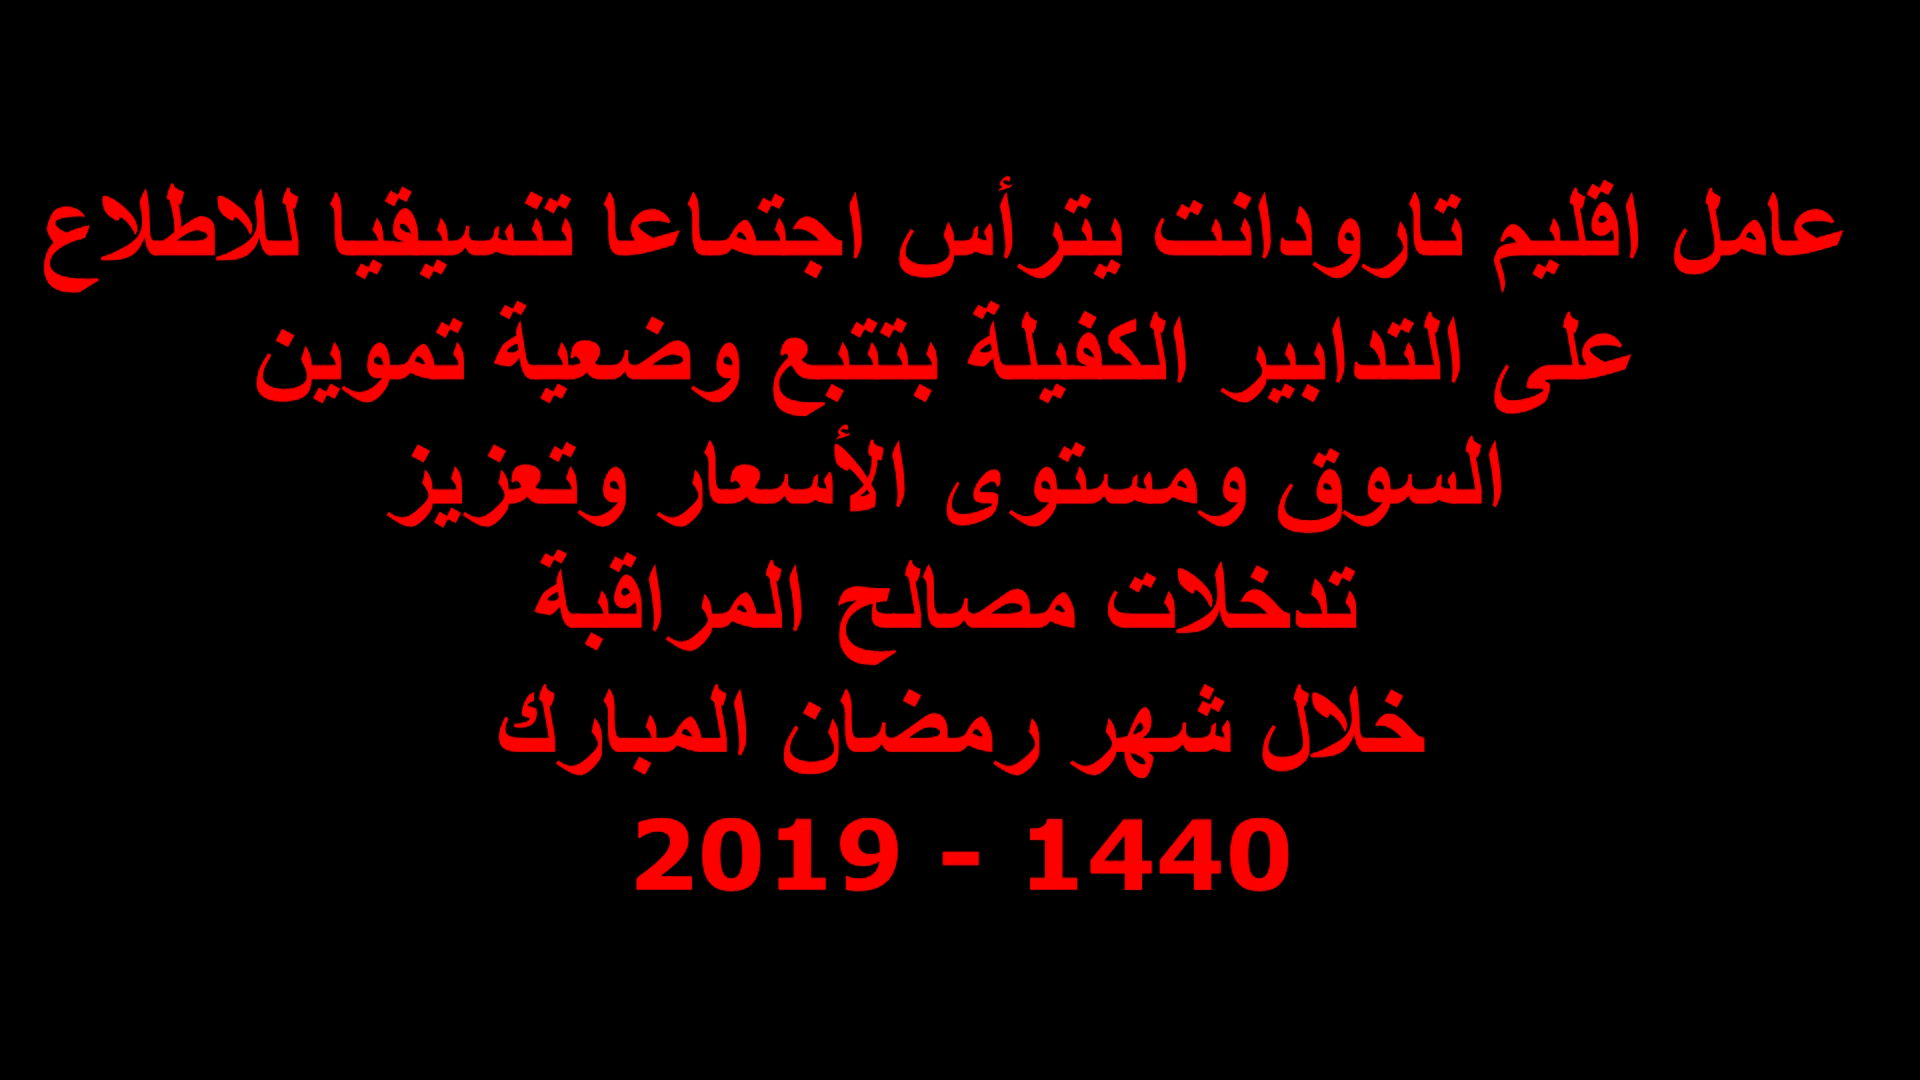 عامل اقليم تارودانت يترأس اجتماعا تنسيقيا للاطلاع
على التدابير الكفيلة بتتبع وضعية تموين
السوق ومستوى الأسعار وتعزيز
تدخلات مصالح المراقبة
خلال شهر رمضان المبارك
2019 - 1440